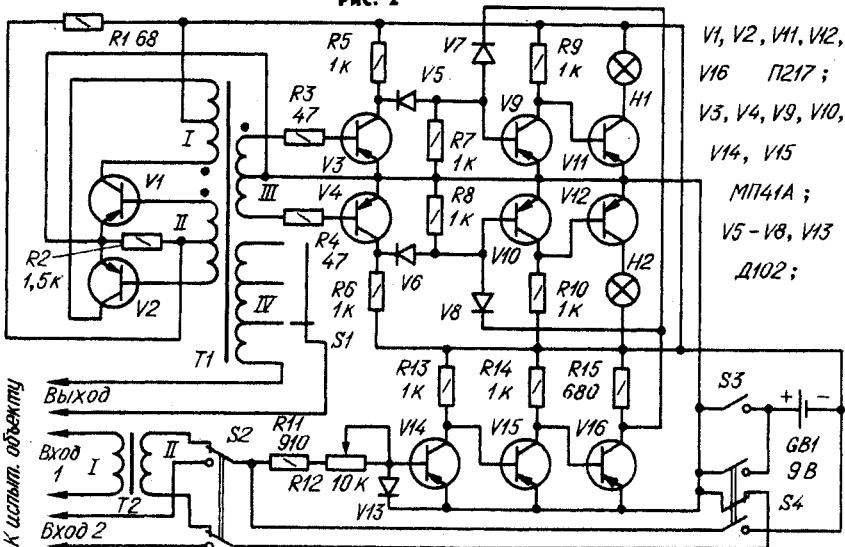 Рис. 2
R1 68
R5
1к
V7
R9
1к
H1
V1, V2, V11, V12,
V16 П217;
V3, V4, V9, V10,
V14, V15
МП41А;
V5–V8, V13
Д102;
R3
47
V5
V9
V11
I
V3
R7
1к
V1
V4
III
R8
1к
V12
II
R2
1,5к
V2
R4
47
V6
V10
H2
IV
R6
1к
V8
R10
1к
T1
S1
R13
1к
R14
1к
R15
680
S3
+ −
GB1
9В
S4
К испыт. объекту
Выход
Вход
1
I
II
T2
S2
R11
910
R12 10к
V13
V14
V15
V16
Вход 2